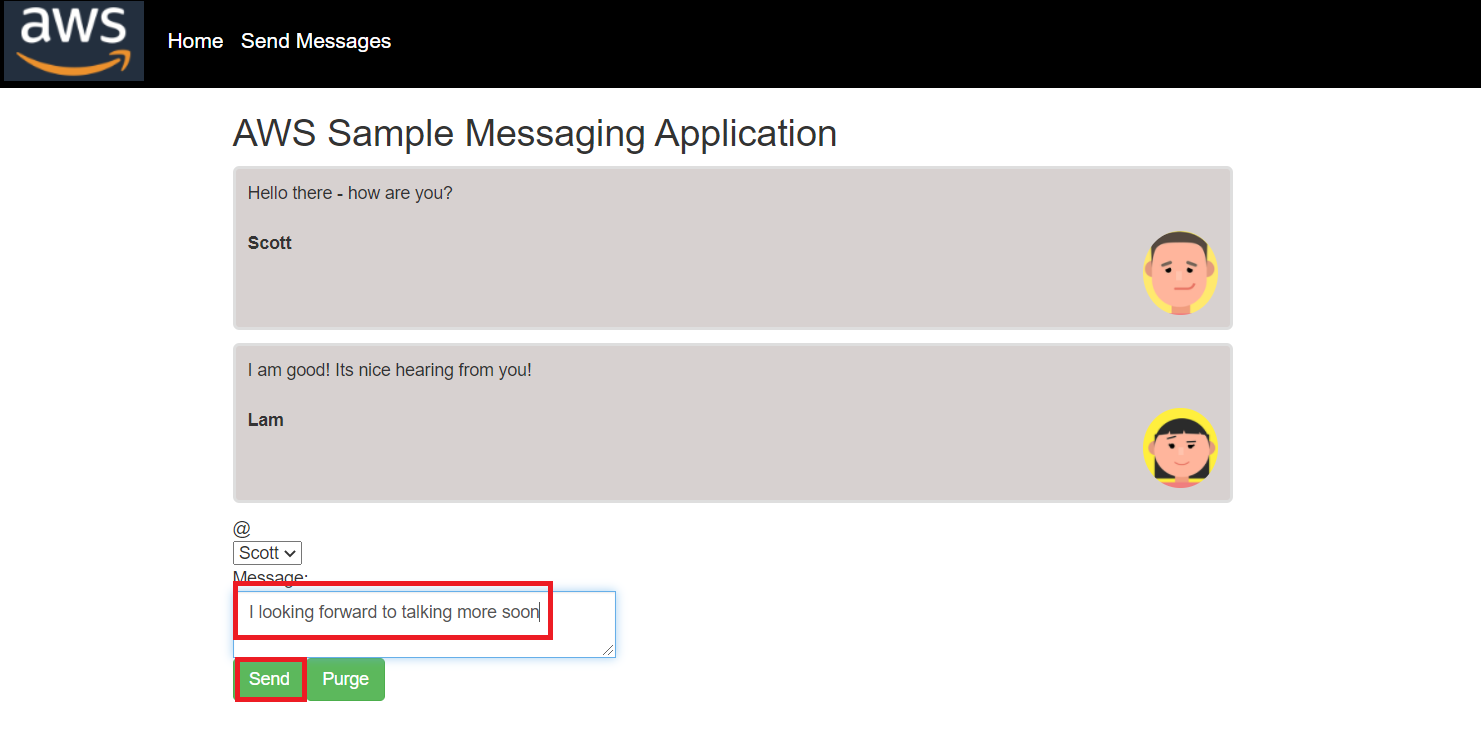 aws
Home Send Messages
AWS Sample Messaging Application
Hello there - how are you?
Scott
I am good! Its nice hearing from you!
Lam
@
Scott
Message:
I looking forward to talking more soon
Send Purge